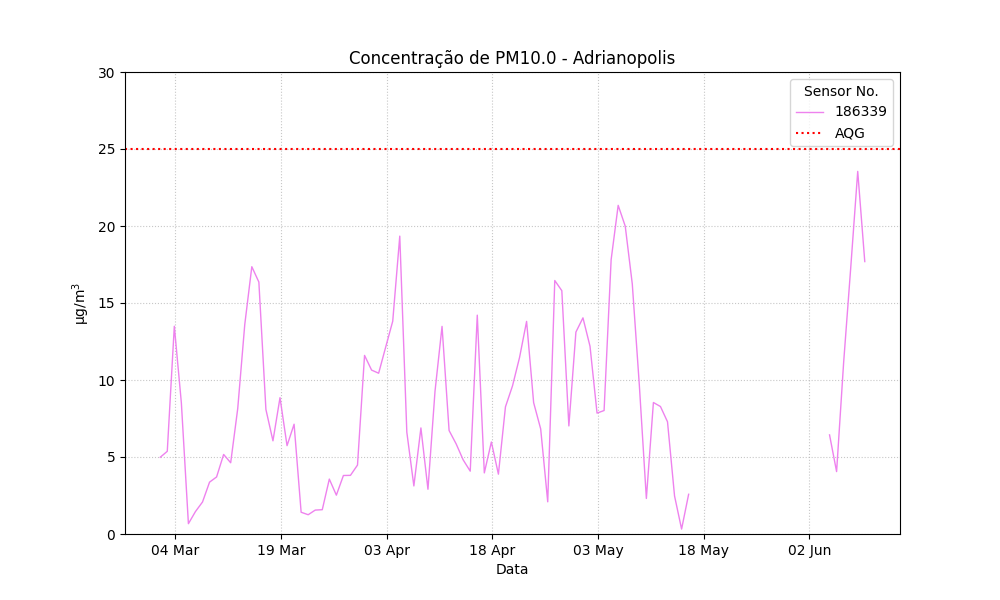 Concentração de PM10.0 - Adrianopolis
Sensor No.
186339
AQG
30
25
20
15
10
5
0
µg/m³
04 Mar
19 Mar
03 Apr
18 Apr
03 May
18 May
02 Jun
Data